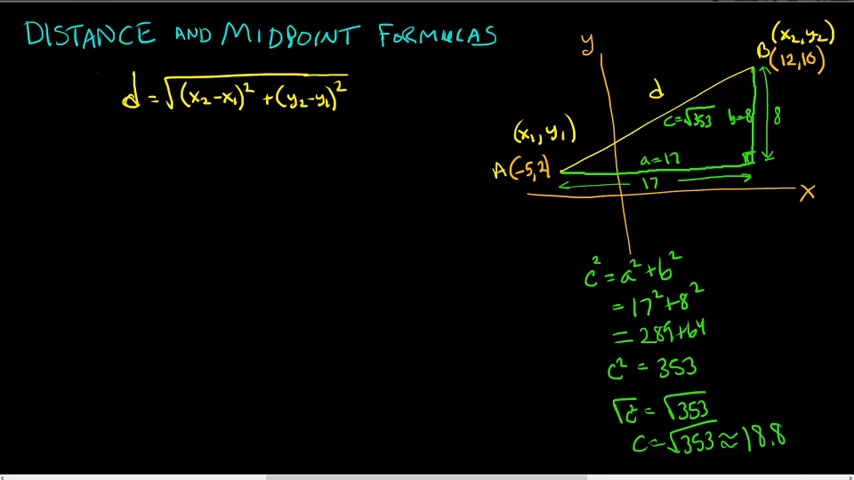 DISTANCE AND MIDPOINT FORMULAS
d = √(x₂-x₁)² + (y₂-y₁)²
y
(x₂, y₂)
B(12,10)
d
c=√353
b=8
8
(x₁, y₁)
A(-5,2)
a=17
17
x
c² = a² + b²
= 17² + 8²
= 289 + 64
c² = 353
√c² = √353
c = √353 ≈ 18.8